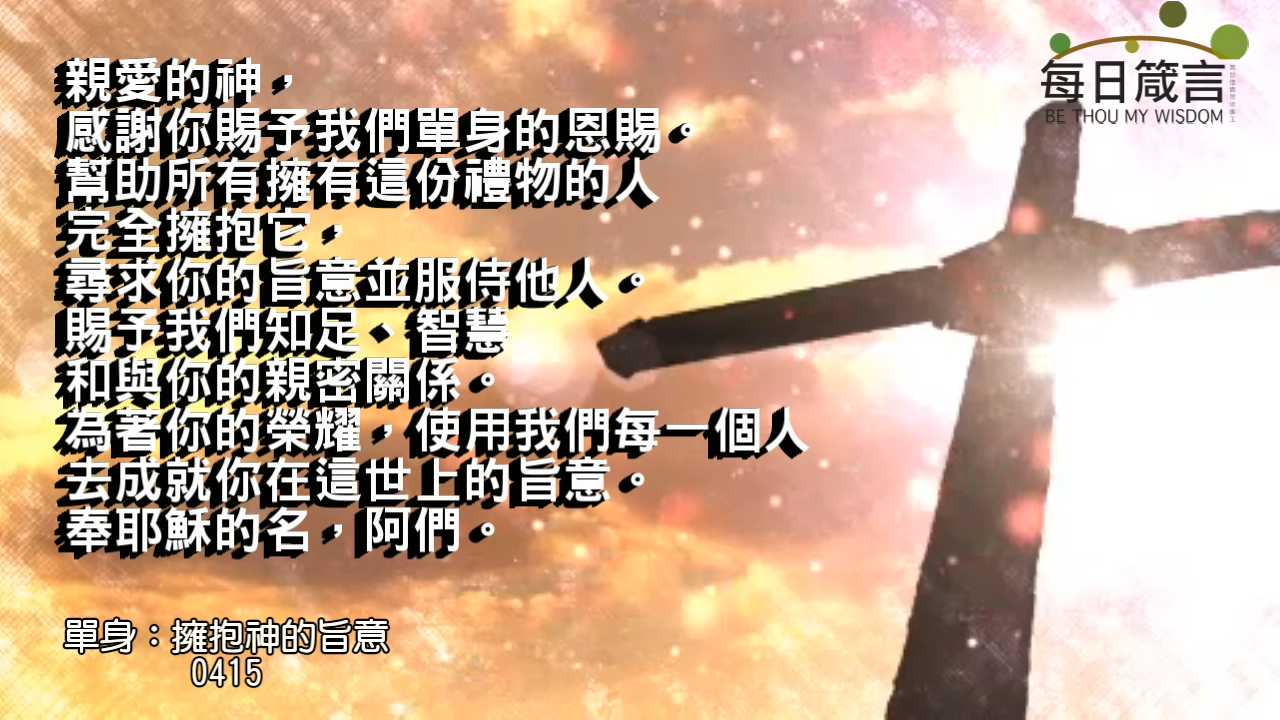 親愛的神，
感謝你賜予我們單身的恩賜。
幫助所有擁有這份禮物的人
完全擁抱它，
尋求你的旨意並服侍他人。
賜予我們知足、智慧
和與你的親密關係。
為著你的榮耀，使用我們每一個人
去成就你在這世上的旨意。
奉耶穌的名，阿們。
單身：擁抱神的旨意
0415
每日箴言
BE THOU MY WISDOM